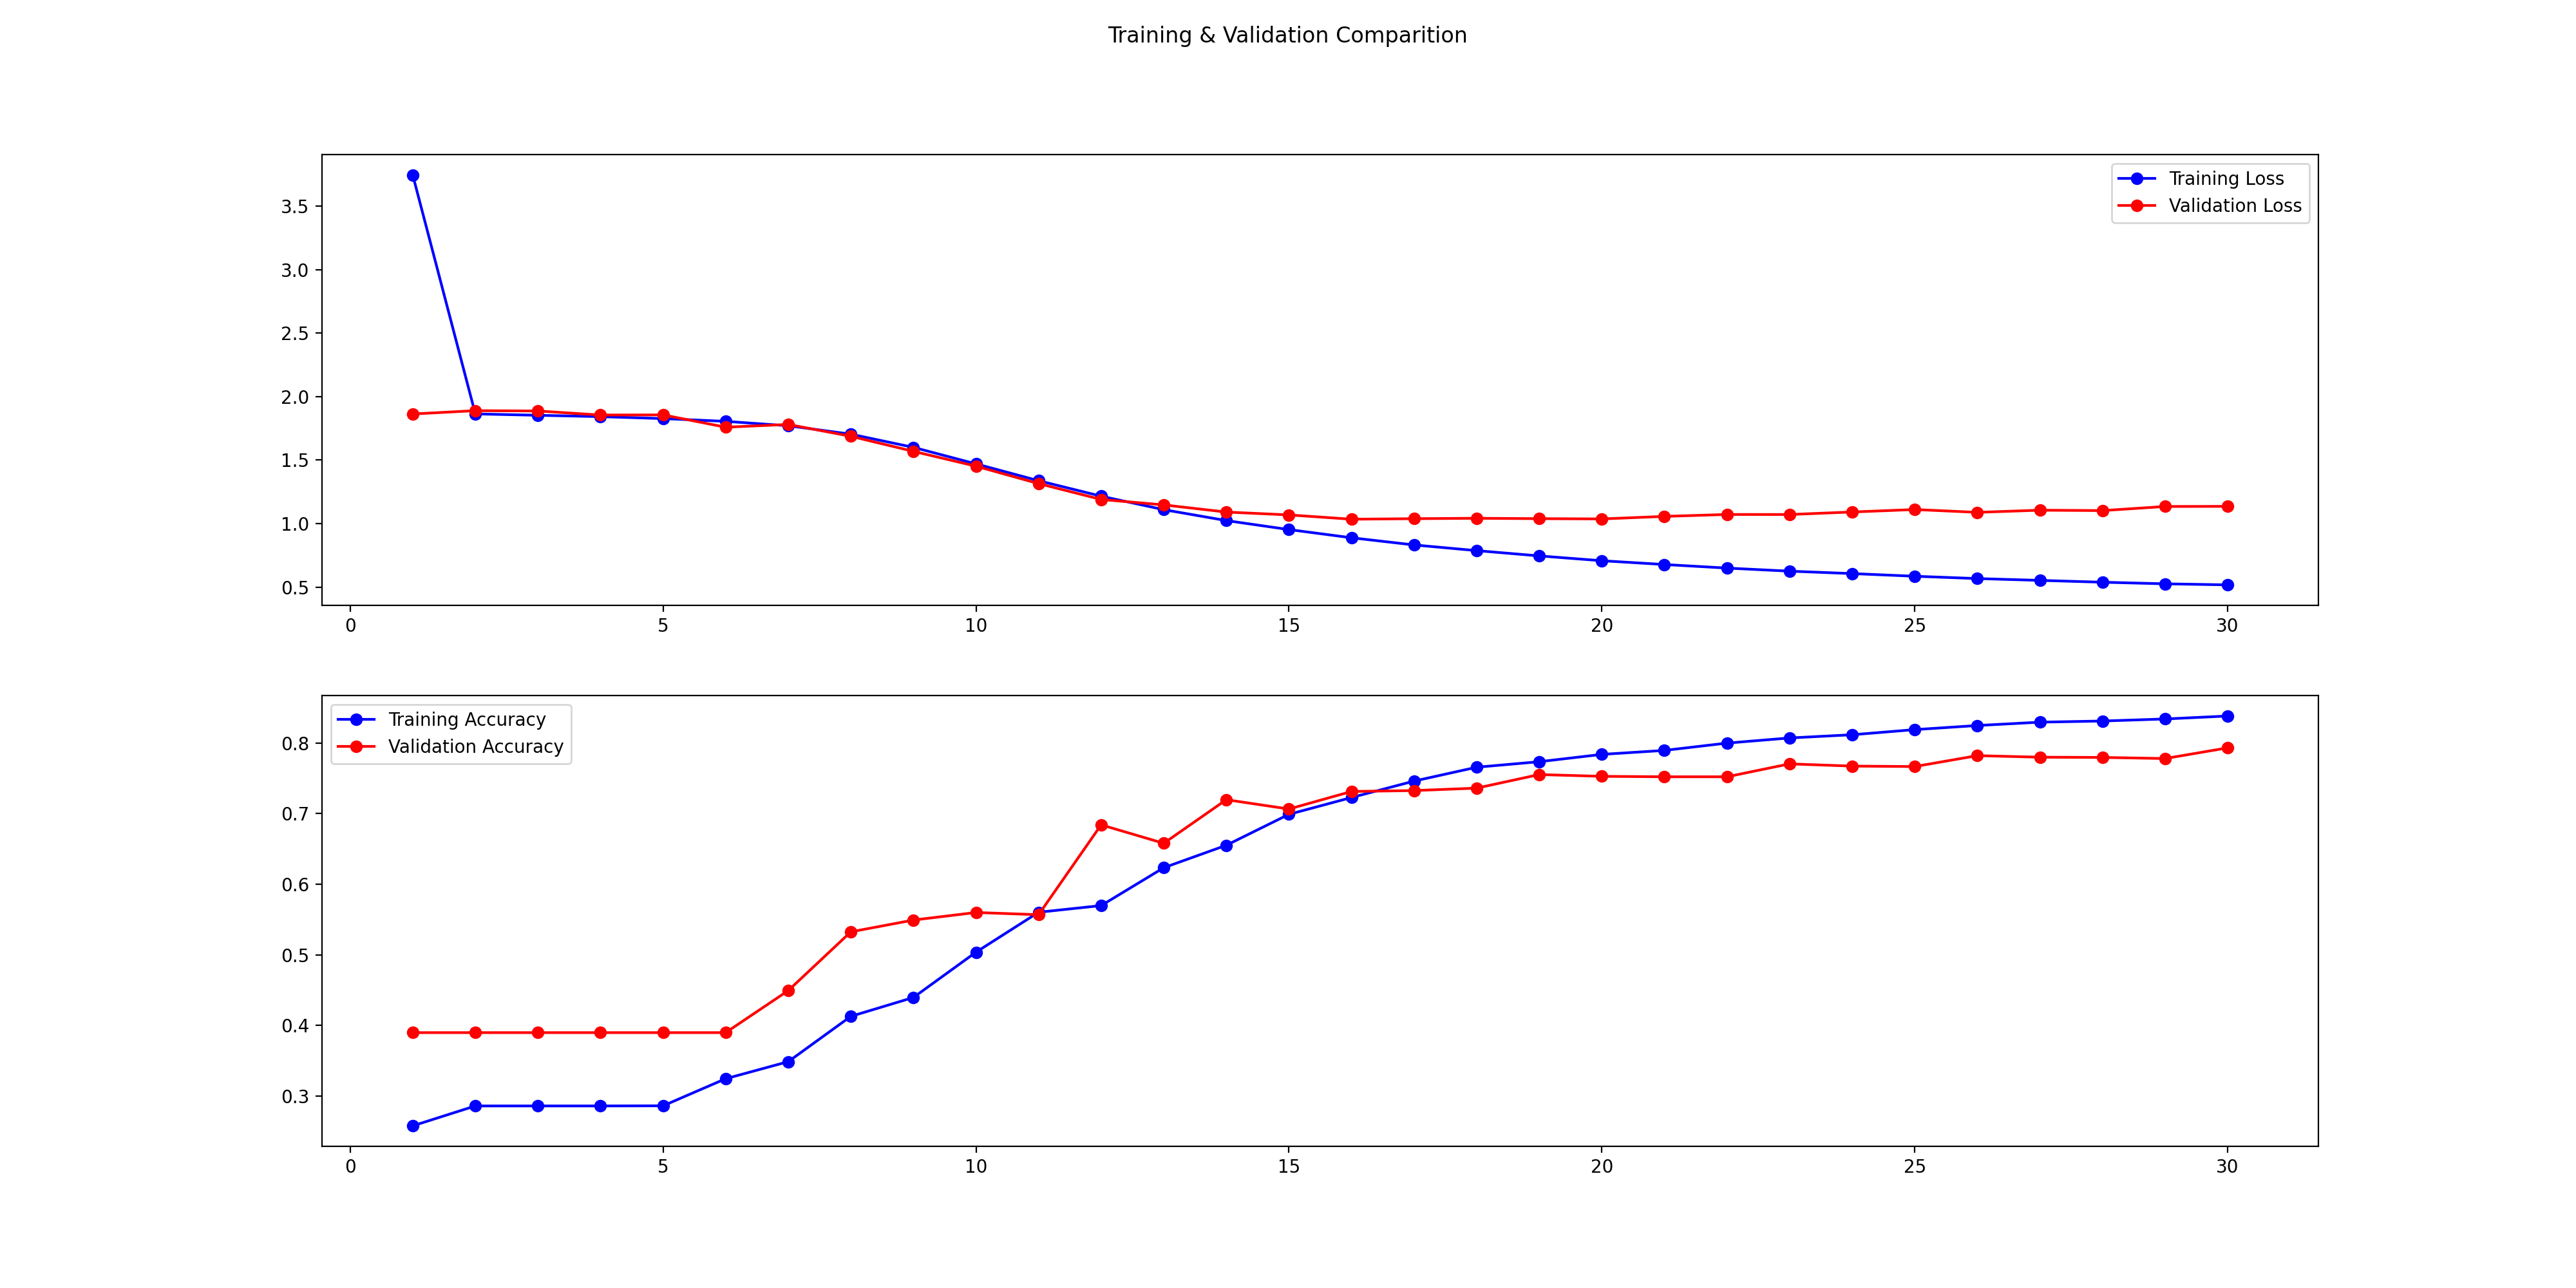 Training & Validation Comparition
3.5
3.0
2.5
2.0
1.5
1.0
0.5
Training Loss
Validation Loss
0 5 10 15 20 25 30
Training Accuracy
Validation Accuracy
0.8
0.7
0.6
0.5
0.4
0.3
0 5 10 15 20 25 30